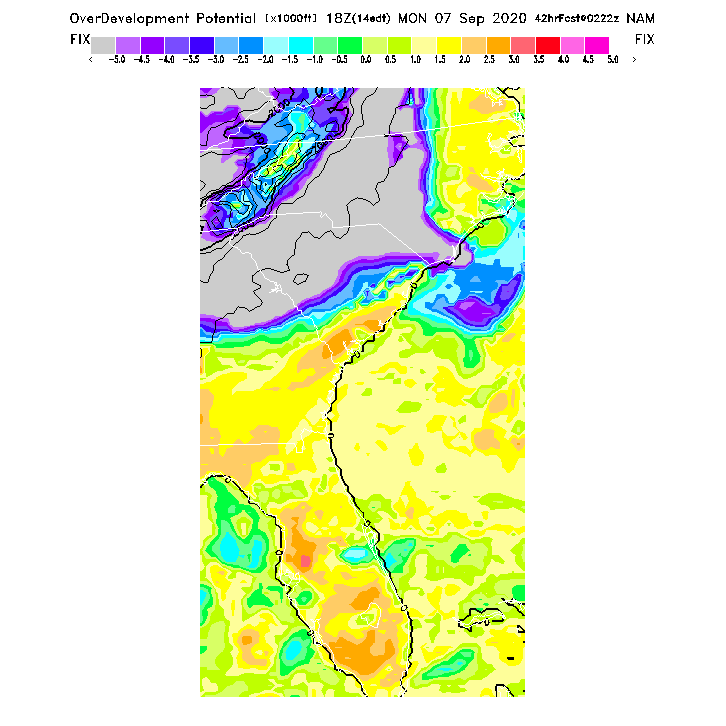 OverDevelopment Potential [x1000ft] 18Z(14edt) MON 07 Sep 2020 42hrFcst@0222z NAM
FIX FIX
< -5.0 -4.5 -4.0 -3.5 -3.0 -2.5 -2.0 -1.5 -1.0 -0.5 0.0 0.5 1.0 1.5 2.0 2.5 3.0 3.5 4.0 4.5 5.0 >